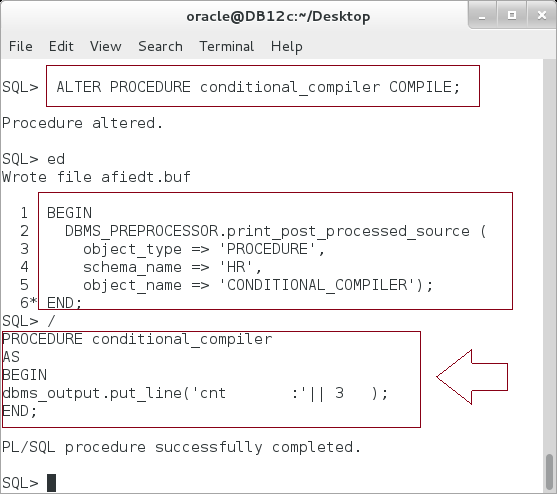 oracle@DB12c:~/Desktop
File Edit View Search Terminal Help
SQL> ALTER PROCEDURE conditional_compiler COMPILE;
Procedure altered.
SQL> ed
Wrote file afiedt.buf
1 BEGIN
2 DBMS_PREPROCESSOR.print_post_processed_source (
3 object_type => 'PROCEDURE',
4 schema_name => 'HR',
5 object_name => 'CONDITIONAL_COMPILER');
6* END;
SQL> /
PROCEDURE conditional_compiler
AS
BEGIN
dbms_output.put_line('cnt       :'|| 3   );
END;
PL/SQL procedure successfully completed.
SQL>